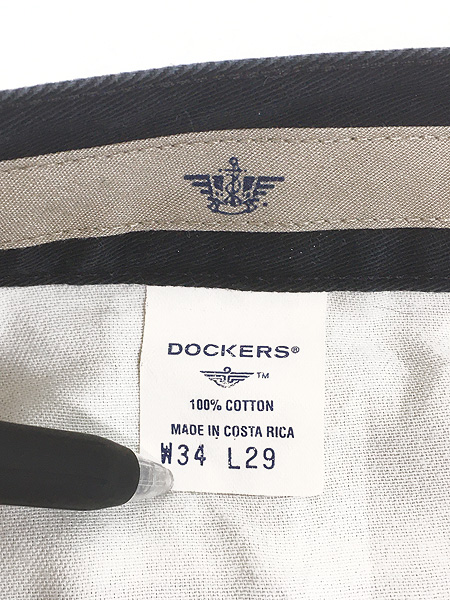 DOCKERS®
™
100% COTTON
MADE IN COSTA RICA
W34 L29